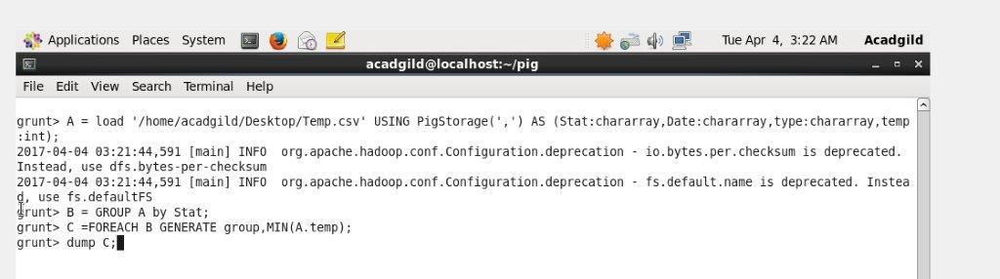 Applications Places System Tue Apr 4, 3:22 AM Acadgild
acadgild@localhost:~/pig
File Edit View Search Terminal Help
grunt> A = load '/home/acadgild/Desktop/Temp.csv' USING PigStorage(',') AS (Stat:chararray,Date:chararray,type:chararray,temp
:int);
2017-04-04 03:21:44,591 [main] INFO  org.apache.hadoop.conf.Configuration.deprecation - io.bytes.per.checksum is deprecated.
Instead, use dfs.bytes-per-checksum
2017-04-04 03:21:44,591 [main] INFO  org.apache.hadoop.conf.Configuration.deprecation - fs.default.name is deprecated. Instea
d, use fs.defaultFS
grunt> B = GROUP A by Stat;
grunt> C =FOREACH B GENERATE group,MIN(A.temp);
grunt> dump C;